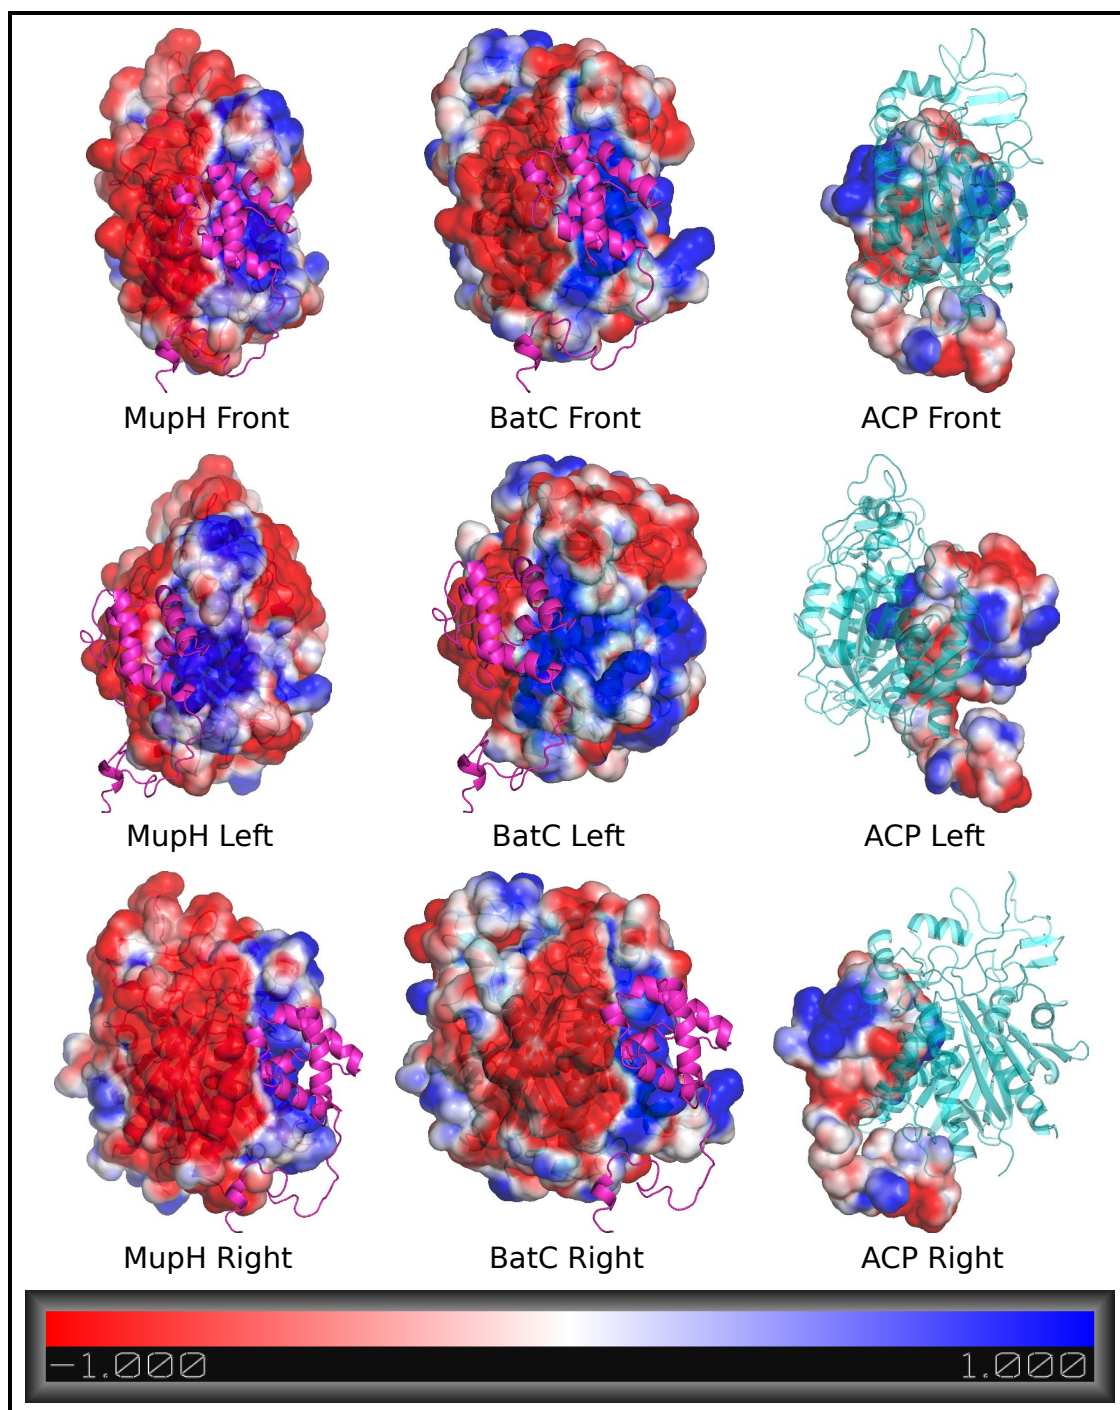 MupH Front BatC Front ACP Front
MupH Left BatC Left ACP Left
MupH Right BatC Right ACP Right
-1.000 1.000